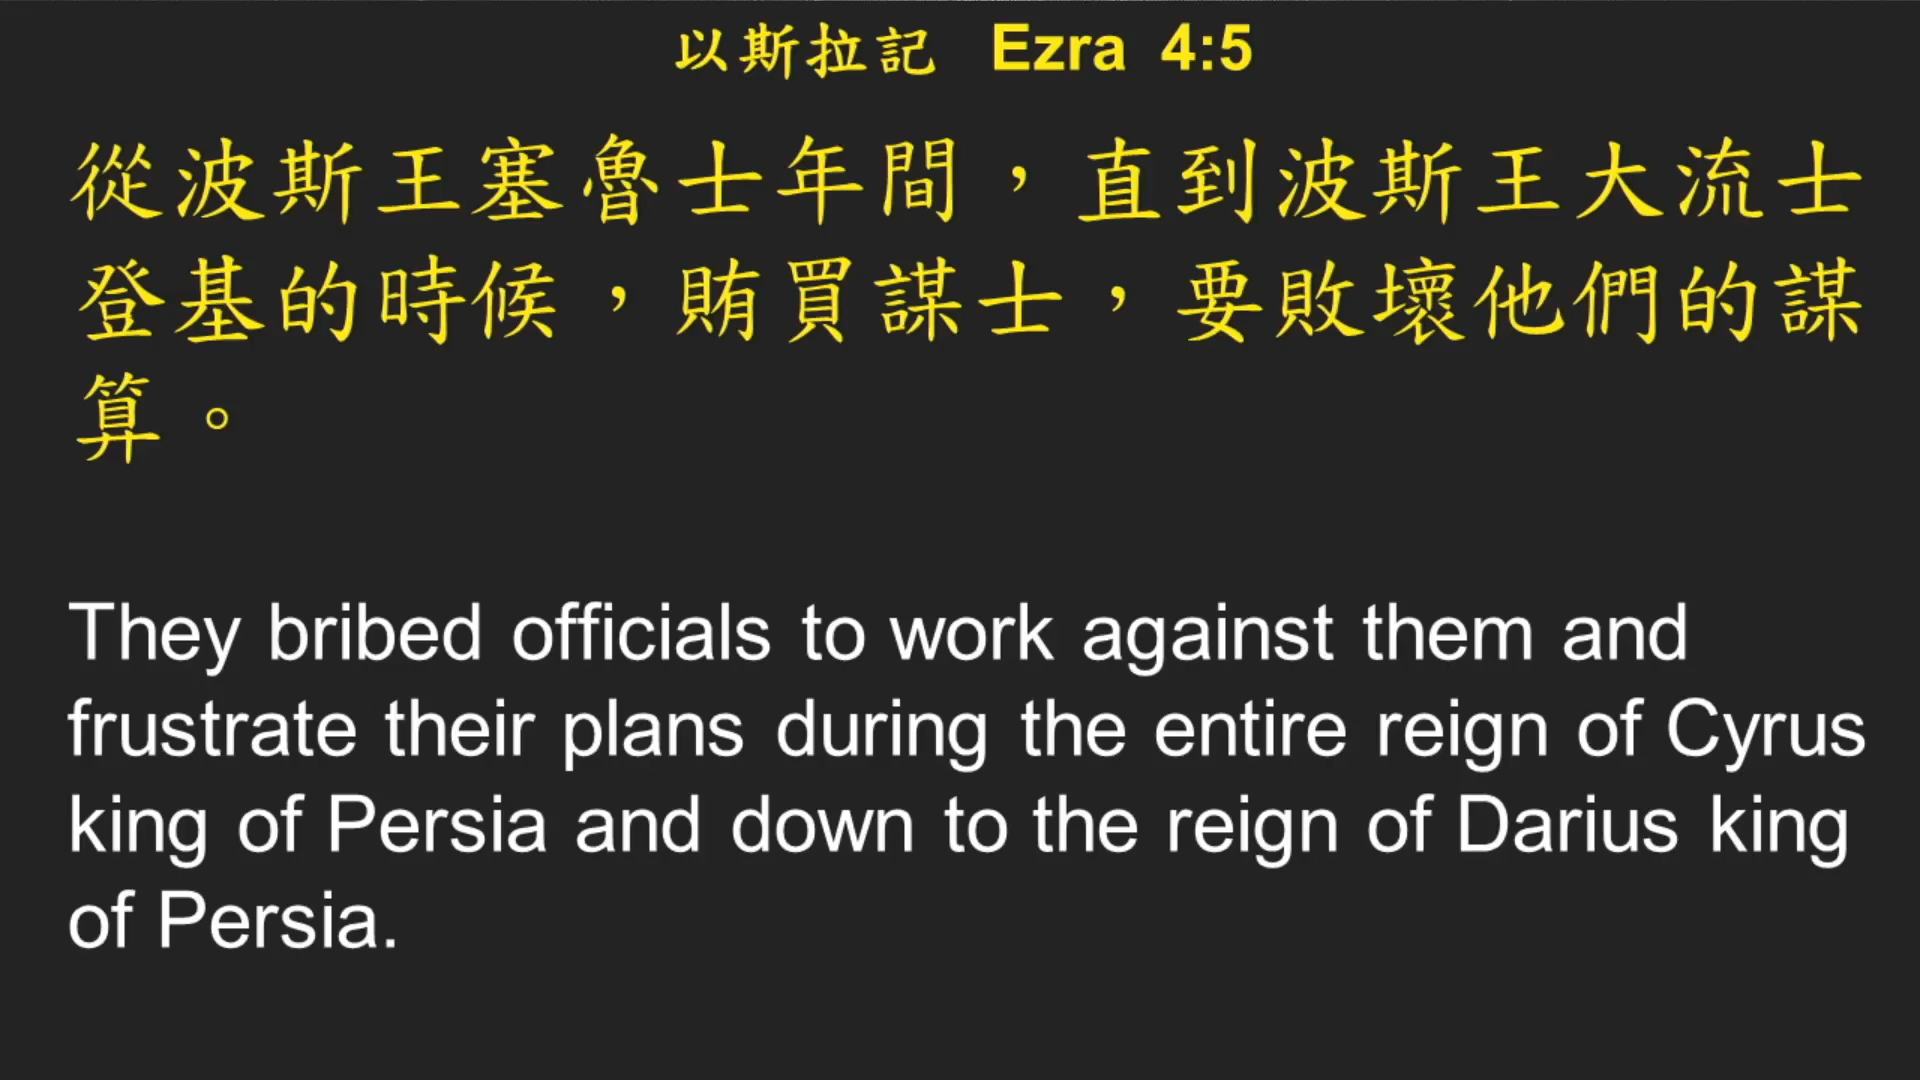 以斯拉記 Ezra 4:5
從波斯王塞魯士年間，直到波斯王大流士
登基的時候，賄買謀士，要敗壞他們的謀
算。
They bribed officials to work against them and
frustrate their plans during the entire reign of Cyrus
king of Persia and down to the reign of Darius king
of Persia.